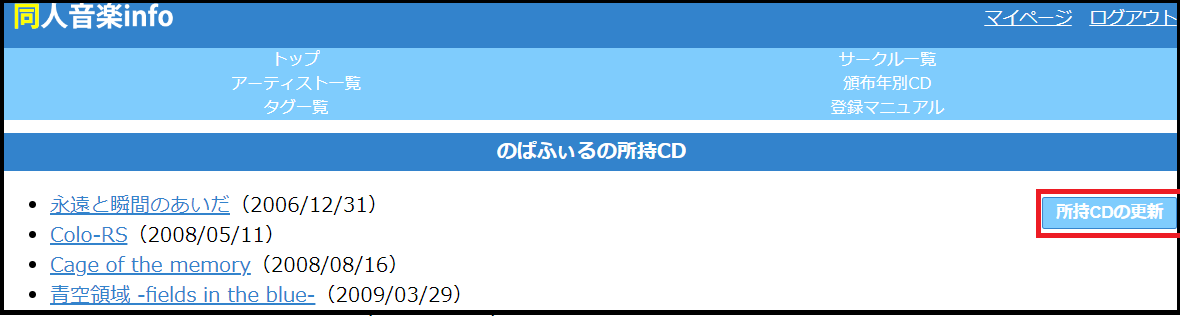 同人音楽info
マイページ ログアウト
トップ サークル一覧
アーティスト一覧 頒布年別CD
タグ一覧 登録マニュアル
のぱふぃるの所持CD
永遠と瞬間のあいだ（2006/12/31）
所持CDの更新
Colo-RS（2008/05/11）
Cage of the memory（2008/08/16）
青空領域 -fields in the blue-（2009/03/29）